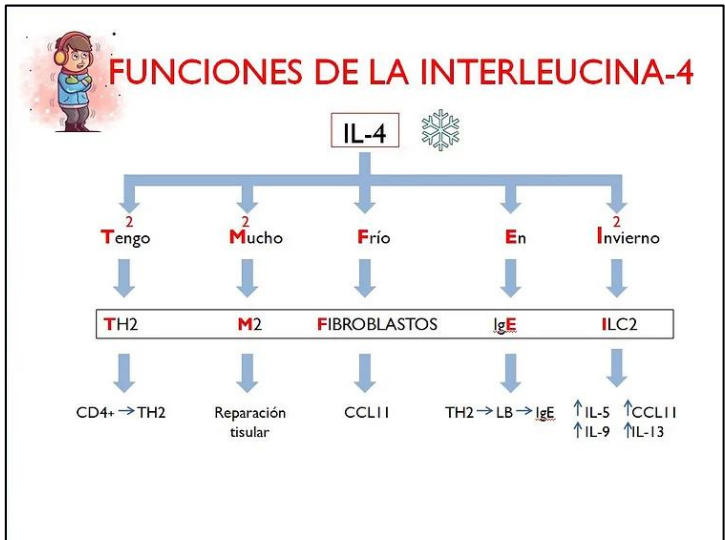 FUNCIONES DE LA INTERLEUCINA-4
IL-4
2 2 2
Tengo Mucho Frío En Invierno
TH2 M2 FIBROBLASTOS IgE ILC2
CD4+ → TH2 Reparación CCL11 TH2 → LB → IgE ↑ IL-5 ↑CCL11
tisular ↑ IL-9 ↑IL-13